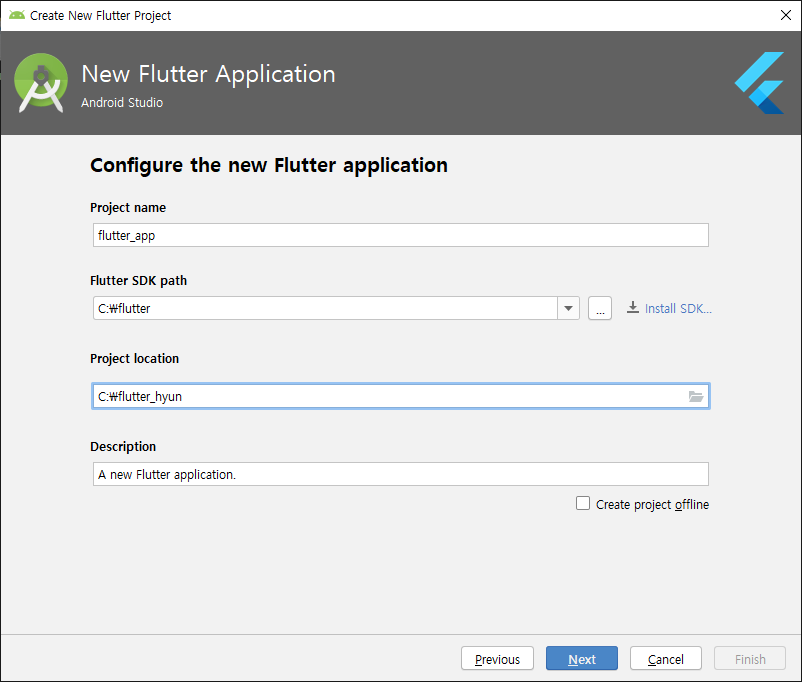 Create New Flutter Project
New Flutter Application
Android Studio
Configure the new Flutter application
Project name
flutter_app
Flutter SDK path
C:₩flutter
...
Install SDK...
Project location
C:₩flutter_hyun
Description
A new Flutter application.
Create project offline
Previous
Next
Cancel
Finish